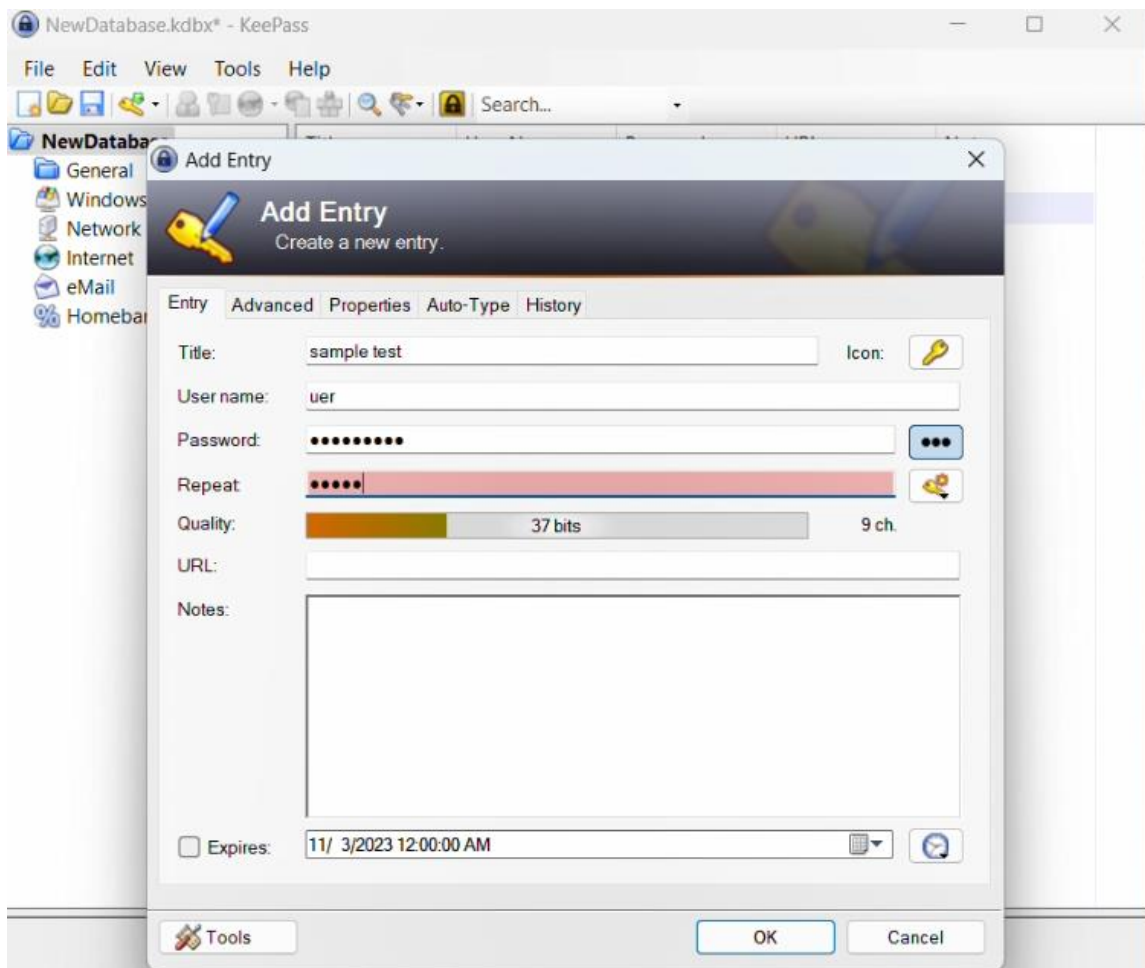 NewDatabase.kdbx* - KeePass
File Edit View Tools Help
Search...
NewDataba
General
Windows
Network
Internet
eMail
Homeba
Add Entry
Add Entry
Create a new entry.
Entry Advanced Properties Auto-Type History
Title: sample test Icon:
User name: uer
Password: •••••••••
Repeat: •••••
Quality: 37 bits 9 ch.
URL:
Notes:
Expires: 11/ 3/2023 12:00:00 AM
Tools OK Cancel